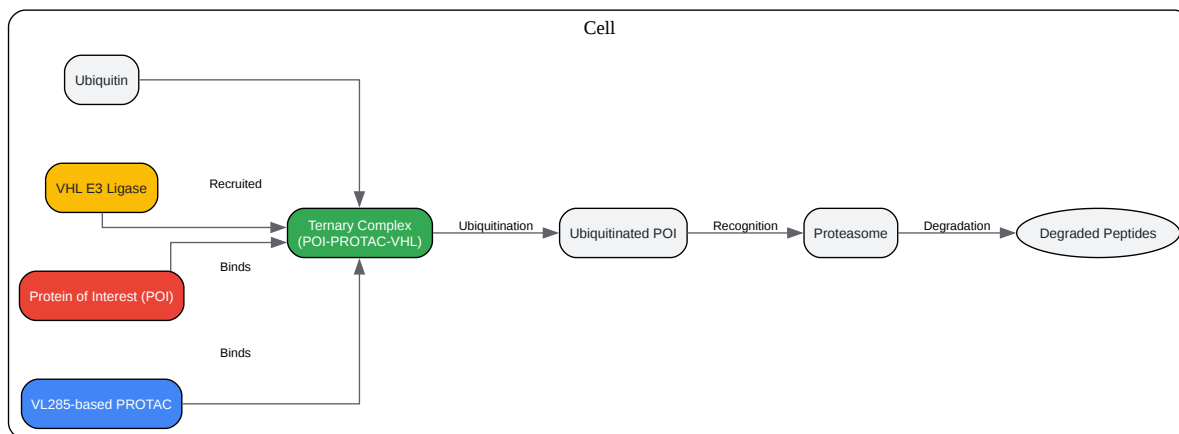 Cell
Ubiquitin
VHL E3 Ligase
Recruited
Ternary Complex
(POI-PROTAC-VHL)
Ubiquitination
Ubiquitinated POI
Recognition
Proteasome
Degradation
Degraded Peptides
Binds
Protein of Interest (POI)
Binds
VL285-based PROTAC